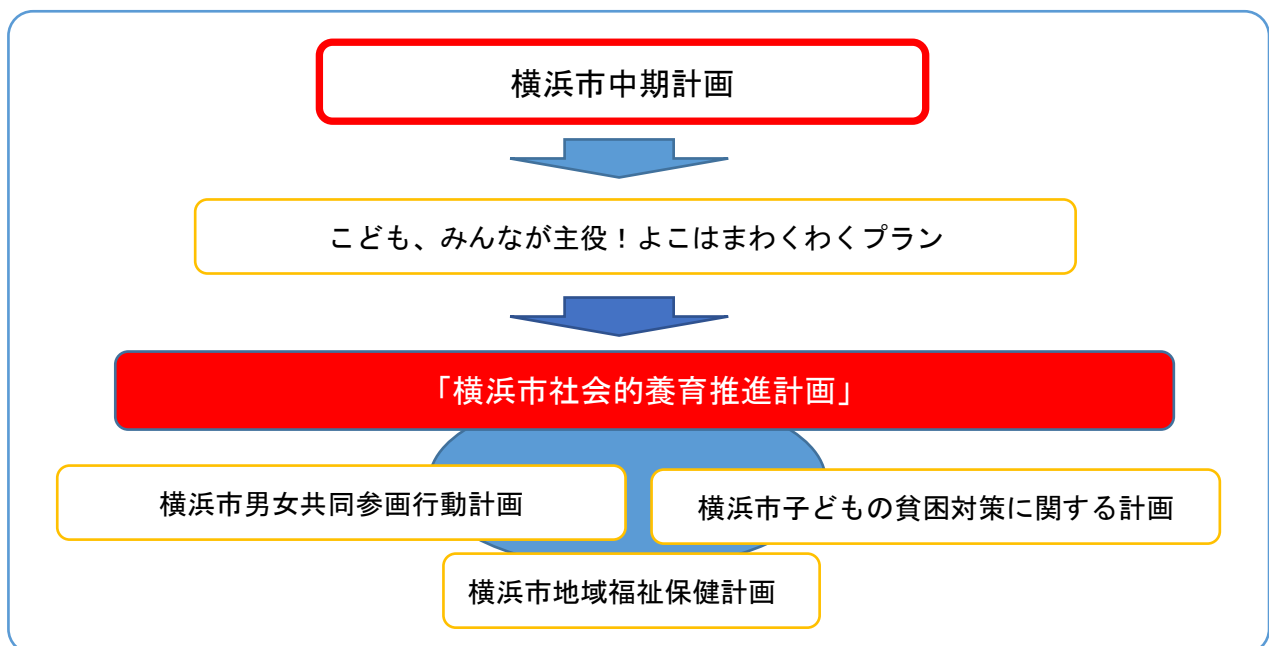 横浜市中期計画
こども、みんなが主役！よこはまわくわくプラン
「横浜市社会的養育推進計画」
横浜市男女共同参画行動計画
横浜市子どもの貧困対策に関する計画
横浜市地域福祉保健計画